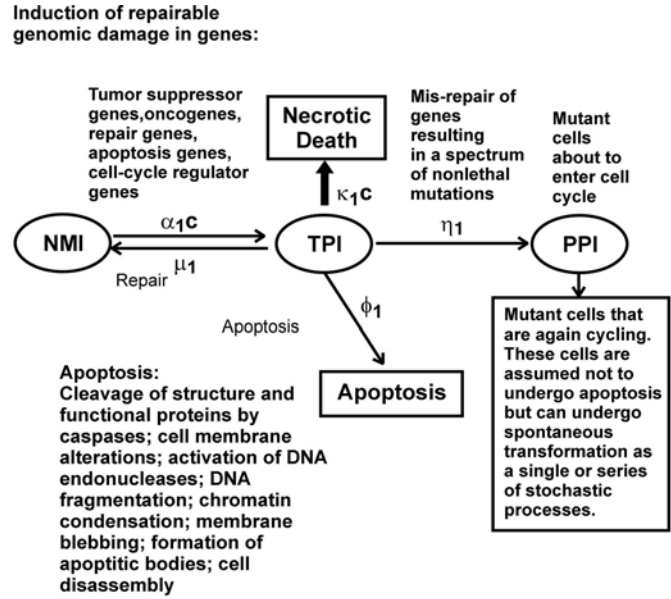 Induction of repairable
genomic damage in genes:
Tumor suppressor
genes,oncogenes,
repair genes,
apoptosis genes,
cell-cycle regulator
genes
Necrotic
Death
Mis-repair of
genes
resulting
in a spectrum
of nonlethal
mutations
Mutant
cells
about to
enter cell
cycle
κ1c
NMI
α1c
μ1
Repair
TPI
η1
PPI
Apoptosis
ϕ1
Apoptosis
Apoptosis:
Cleavage of structure and
functional proteins by
caspases; cell membrane
alterations; activation of DNA
endonucleases; DNA
fragmentation; chromatin
condensation; membrane
blebbing; formation of
apoptitic bodies; cell
disassembly
Mutant cells that
are again cycling.
These cells are
assumed not to
undergo apoptosis
but can undergo
spontaneous
transformation as
a single or series
of stochastic
processes.